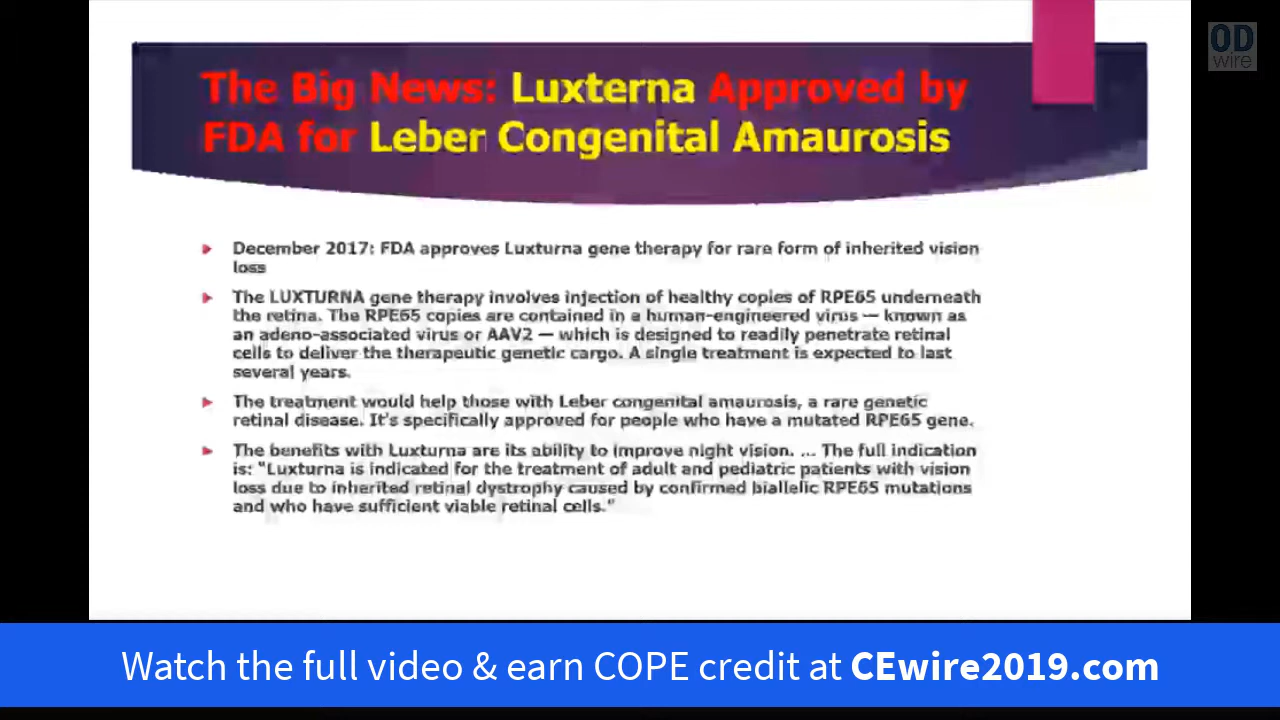 OD
wire
The Big News: Luxterna Approved by
FDA for Leber Congenital Amaurosis
December 2017: FDA approves Luxturna gene therapy for rare form of inherited vision
loss
The LUXTURNA gene therapy involves injection of healthy copies of RPE65 underneath
the retina. The RPE65 copies are contained in a human-engineered virus — known as
an adeno-associated virus or AAV2 — which is designed to readily penetrate retinal
cells to deliver the therapeutic genetic cargo. A single treatment is expected to last
several years.
The treatment would help those with Leber congenital amaurosis, a rare genetic
retinal disease. It's specifically approved for people who have a mutated RPE65 gene.
The benefits with Luxturna are its ability to improve night vision. ... The full indication
is: "Luxturna is indicated for the treatment of adult and pediatric patients with vision
loss due to inherited retinal dystrophy caused by confirmed biallelic RPE65 mutations
and who have sufficient viable retinal cells."
Watch the full video & earn COPE credit at CEwire2019.com